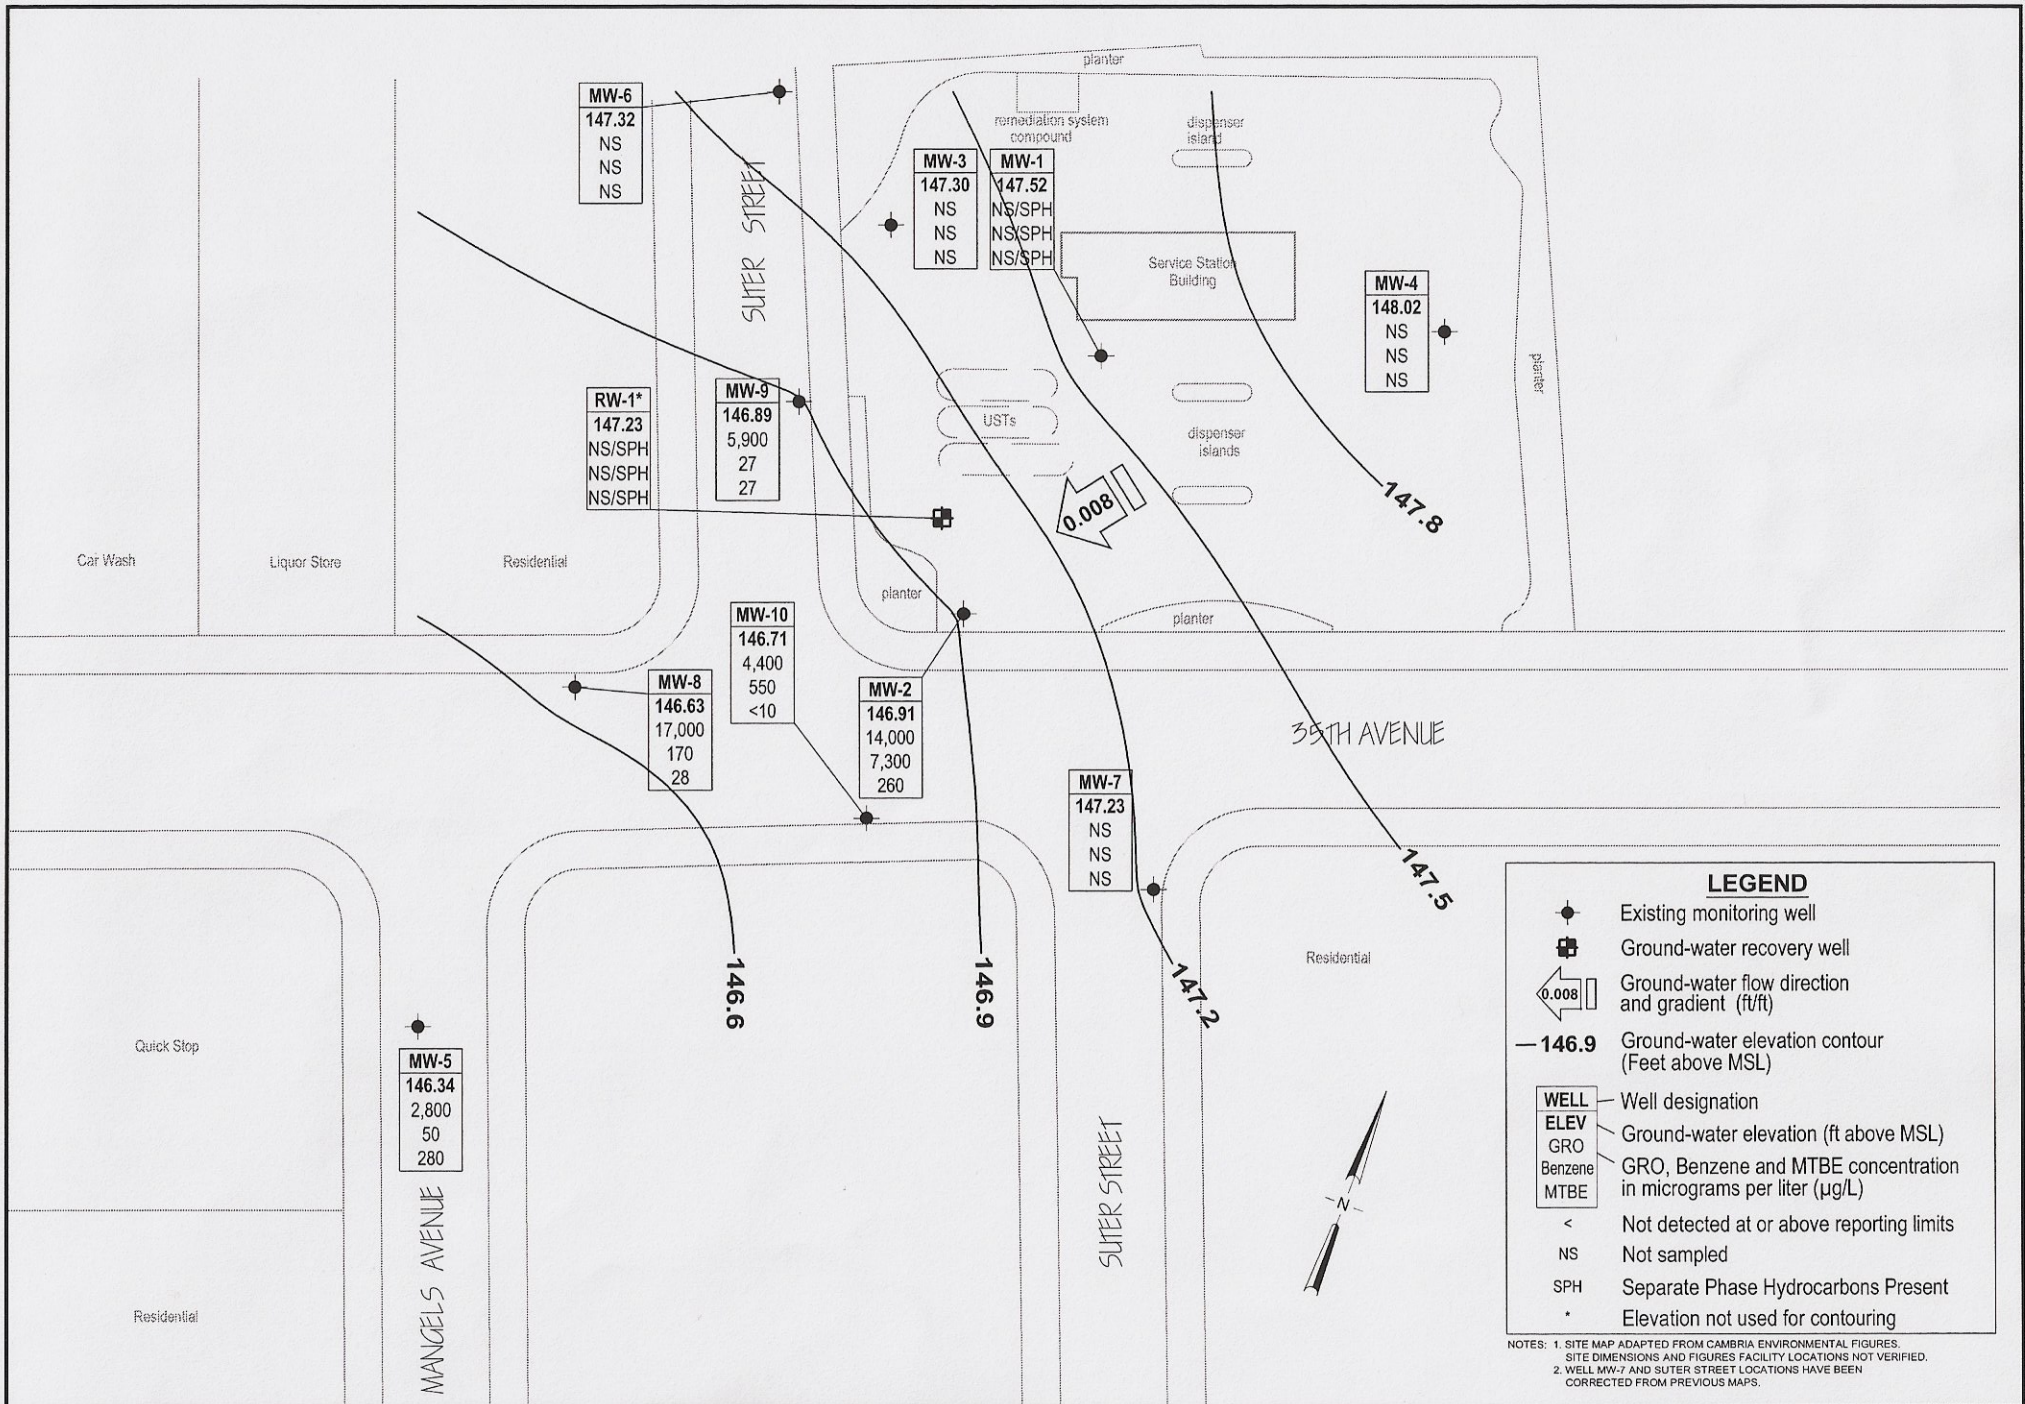 planter
remediation system
compound
dispenser
island
MW-6
147.32
NS
NS
NS
SUTER STREET
MW-3
147.30
NS
NS
NS
MW-1
147.52
NS/SPH
NS/SPH
NS/SPH
Service Station
Building
MW-4
148.02
NS
NS
NS
planter
RW-1*
147.23
NS/SPH
NS/SPH
NS/SPH
MW-9
146.89
5,900
27
27
USTs
dispenser
islands
0.008
147.8
Car Wash
Liquor Store
Residential
planter
planter
MW-10
146.71
4,400
550
<10
MW-8
146.63
17,000
170
28
MW-2
146.91
14,000
7,300
260
35TH AVENUE
MW-7
147.23
NS
NS
NS
147.5
146.6
146.9
147.2
Residential
Quick Stop
MW-5
146.34
2,800
50
280
MANGELS AVENUE
SUTER STREET
Residential
N
LEGEND
Existing monitoring well
Ground-water recovery well
0.008
Ground-water flow direction
and gradient (ft/ft)
146.9
Ground-water elevation contour
(Feet above MSL)
WELL
ELEV
GRO
Benzene
MTBE
Well designation
Ground-water elevation (ft above MSL)
GRO, Benzene and MTBE concentration
in micrograms per liter (µg/L)
< Not detected at or above reporting limits
NS Not sampled
SPH Separate Phase Hydrocarbons Present
* Elevation not used for contouring
NOTES: 1. SITE MAP ADAPTED FROM CAMBRIA ENVIRONMENTAL FIGURES.
SITE DIMENSIONS AND FIGURES FACILITY LOCATIONS NOT VERIFIED.
2. WELL MW-7 AND SUTER STREET LOCATIONS HAVE BEEN
CORRECTED FROM PREVIOUS MAPS.